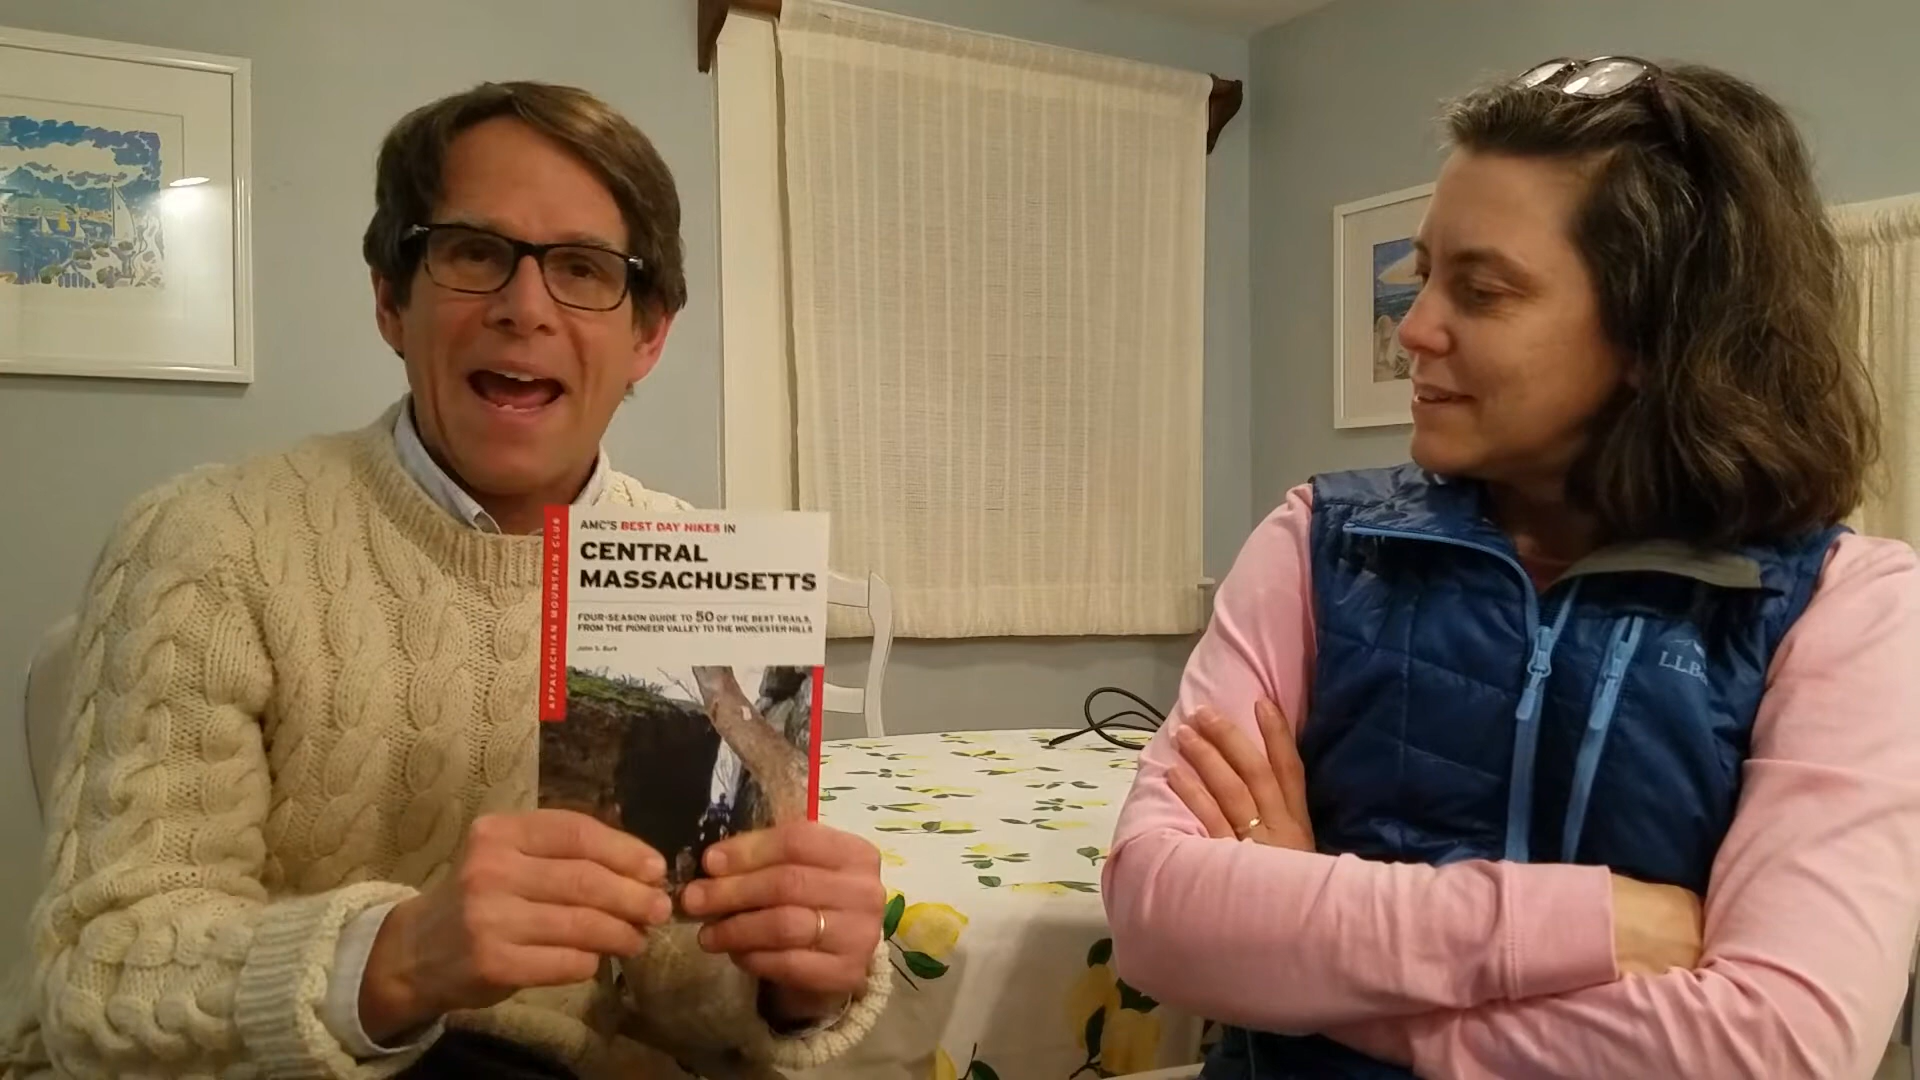 AMC'S BEST DAY HIKES IN
CENTRAL
MASSACHUSETTS
FOUR-SEASON GUIDE TO 50 OF THE BEST TRAILS,
FROM THE PIONEER VALLEY TO THE WORCESTER HILLS
John S. Burk
APPALACHIAN MOUNTAIN CLUB